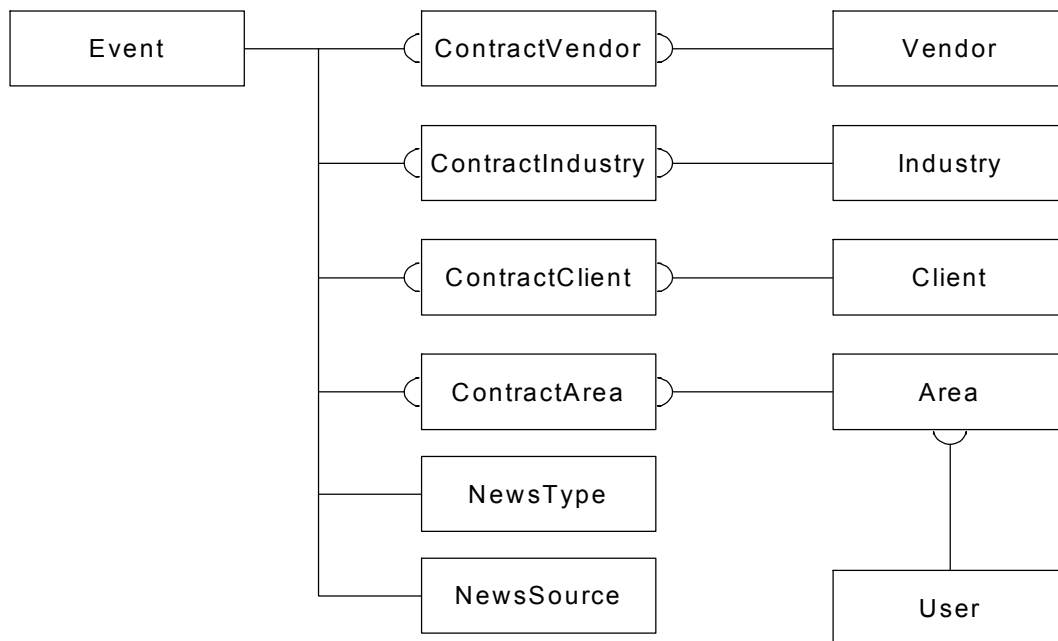 Event
ContractVendor
Vendor
ContractIndustry
Industry
ContractClient
Client
ContractArea
Area
NewsType
NewsSource
User